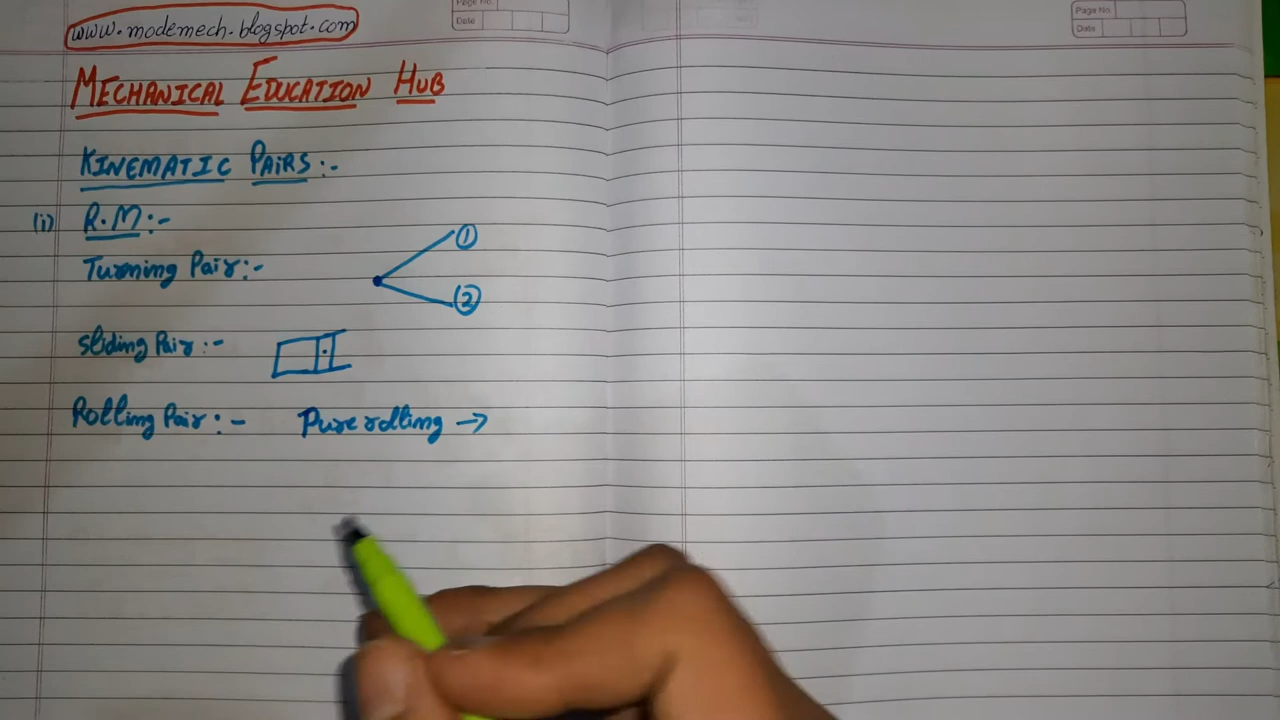 www.modemech.blogspot.com
Page No.
Date
Page No.
Date
MECHANICAL EDUCATION HUB
KINEMATIC PAIRS:-
(i) R.M:-
Turning Pair:-
1
2
Sliding Pair:-
Rolling Pair:- Pure rolling →